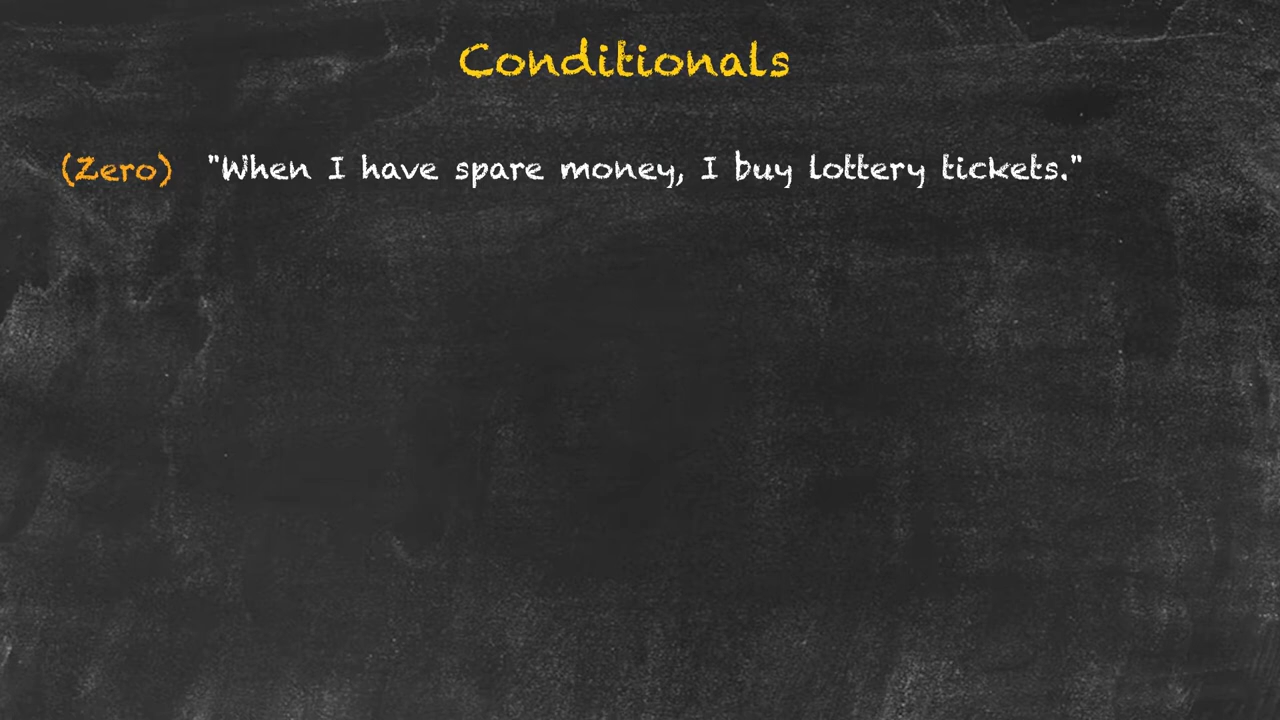 Conditionals
(Zero) "When I have spare money, I buy lottery tickets."